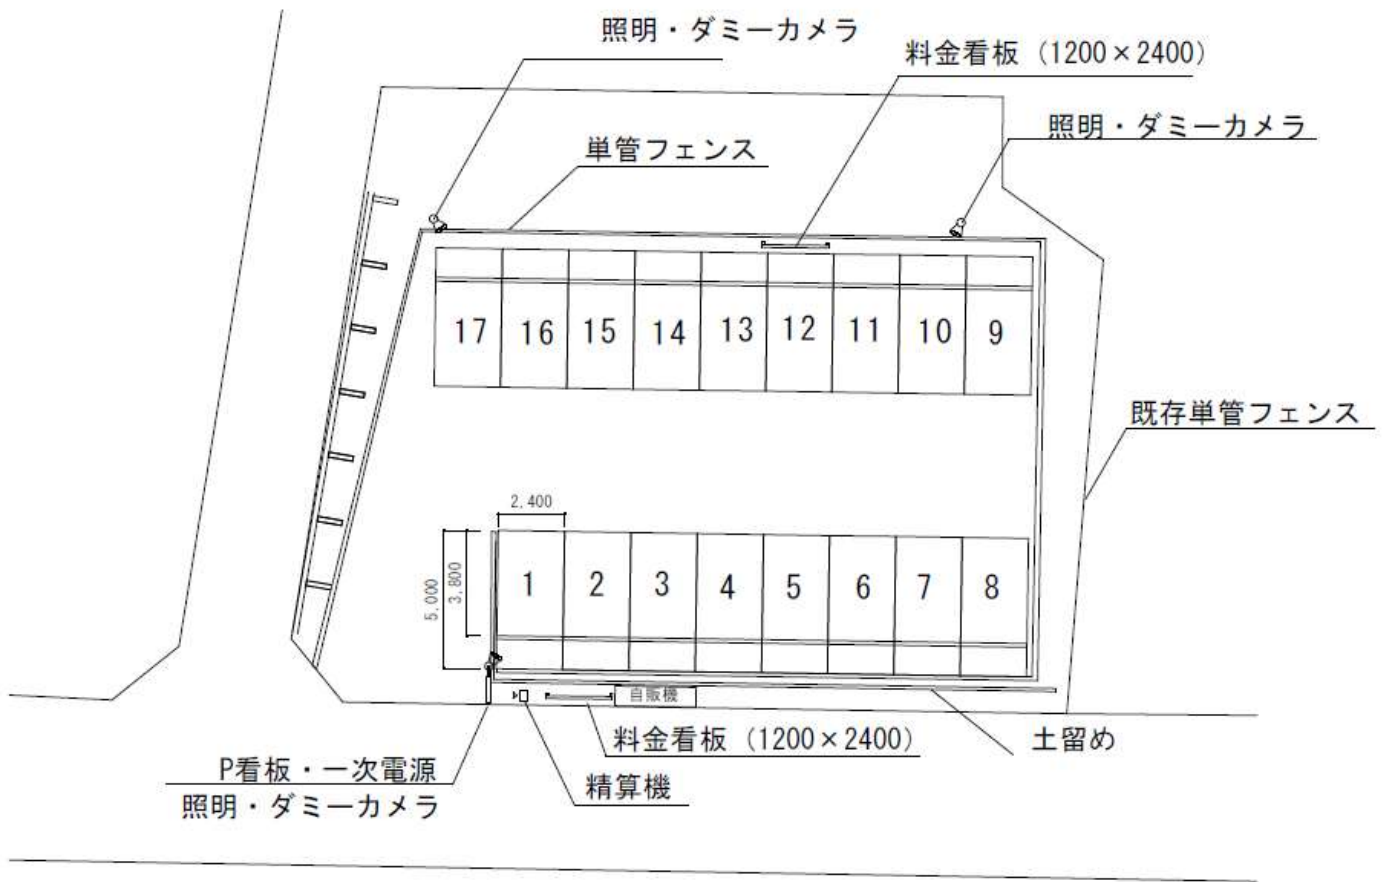 照明・ダミーカメラ
料金看板（1200×2400）
照明・ダミーカメラ
単管フェンス
17 16 15 14 13 12 11 10 9
既存単管フェンス
2,400
5,000
3,800
1 2 3 4 5 6 7 8
自販機
料金看板（1200×2400）
土留め
P看板・一次電源
照明・ダミーカメラ
精算機